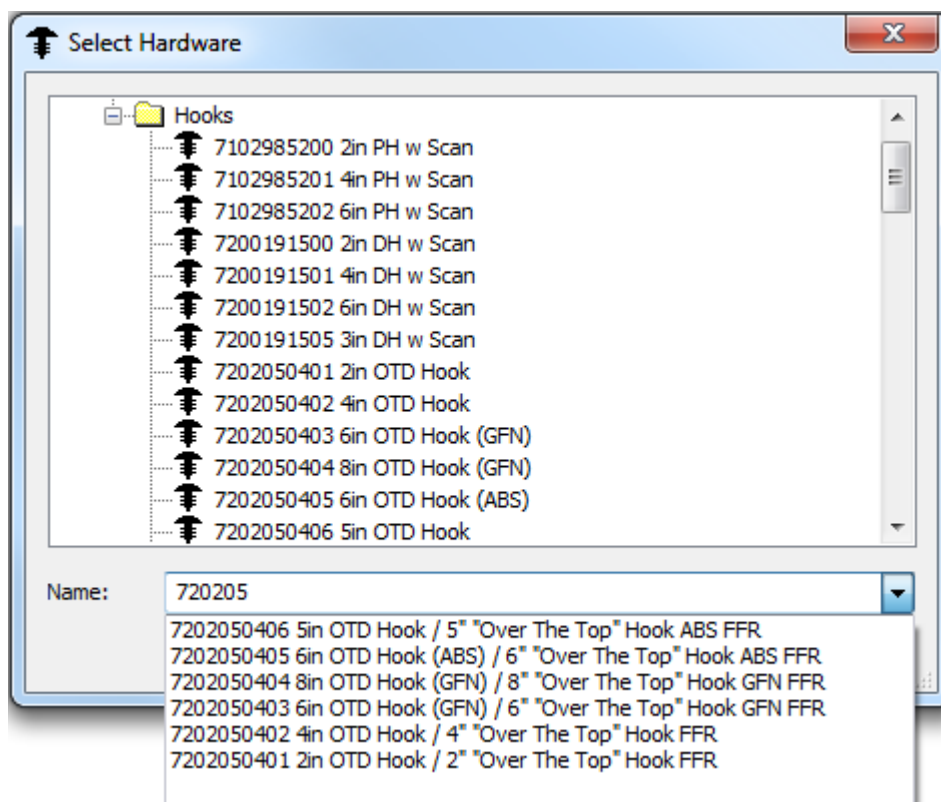 Select Hardware
Hooks
7102985200 2in PH w Scan
7102985201 4in PH w Scan
7102985202 6in PH w Scan
7200191500 2in DH w Scan
7200191501 4in DH w Scan
7200191502 6in DH w Scan
7200191505 3in DH w Scan
7202050401 2in OTD Hook
7202050402 4in OTD Hook
7202050403 6in OTD Hook (GFN)
7202050404 8in OTD Hook (GFN)
7202050405 6in OTD Hook (ABS)
7202050406 5in OTD Hook
Name: 720205
7202050406 5in OTD Hook / 5" "Over The Top" Hook ABS FFR
7202050405 6in OTD Hook (ABS) / 6" "Over The Top" Hook ABS FFR
7202050404 8in OTD Hook (GFN) / 8" "Over The Top" Hook GFN FFR
7202050403 6in OTD Hook (GFN) / 6" "Over The Top" Hook GFN FFR
7202050402 4in OTD Hook / 4" "Over The Top" Hook FFR
7202050401 2in OTD Hook / 2" "Over The Top" Hook FFR